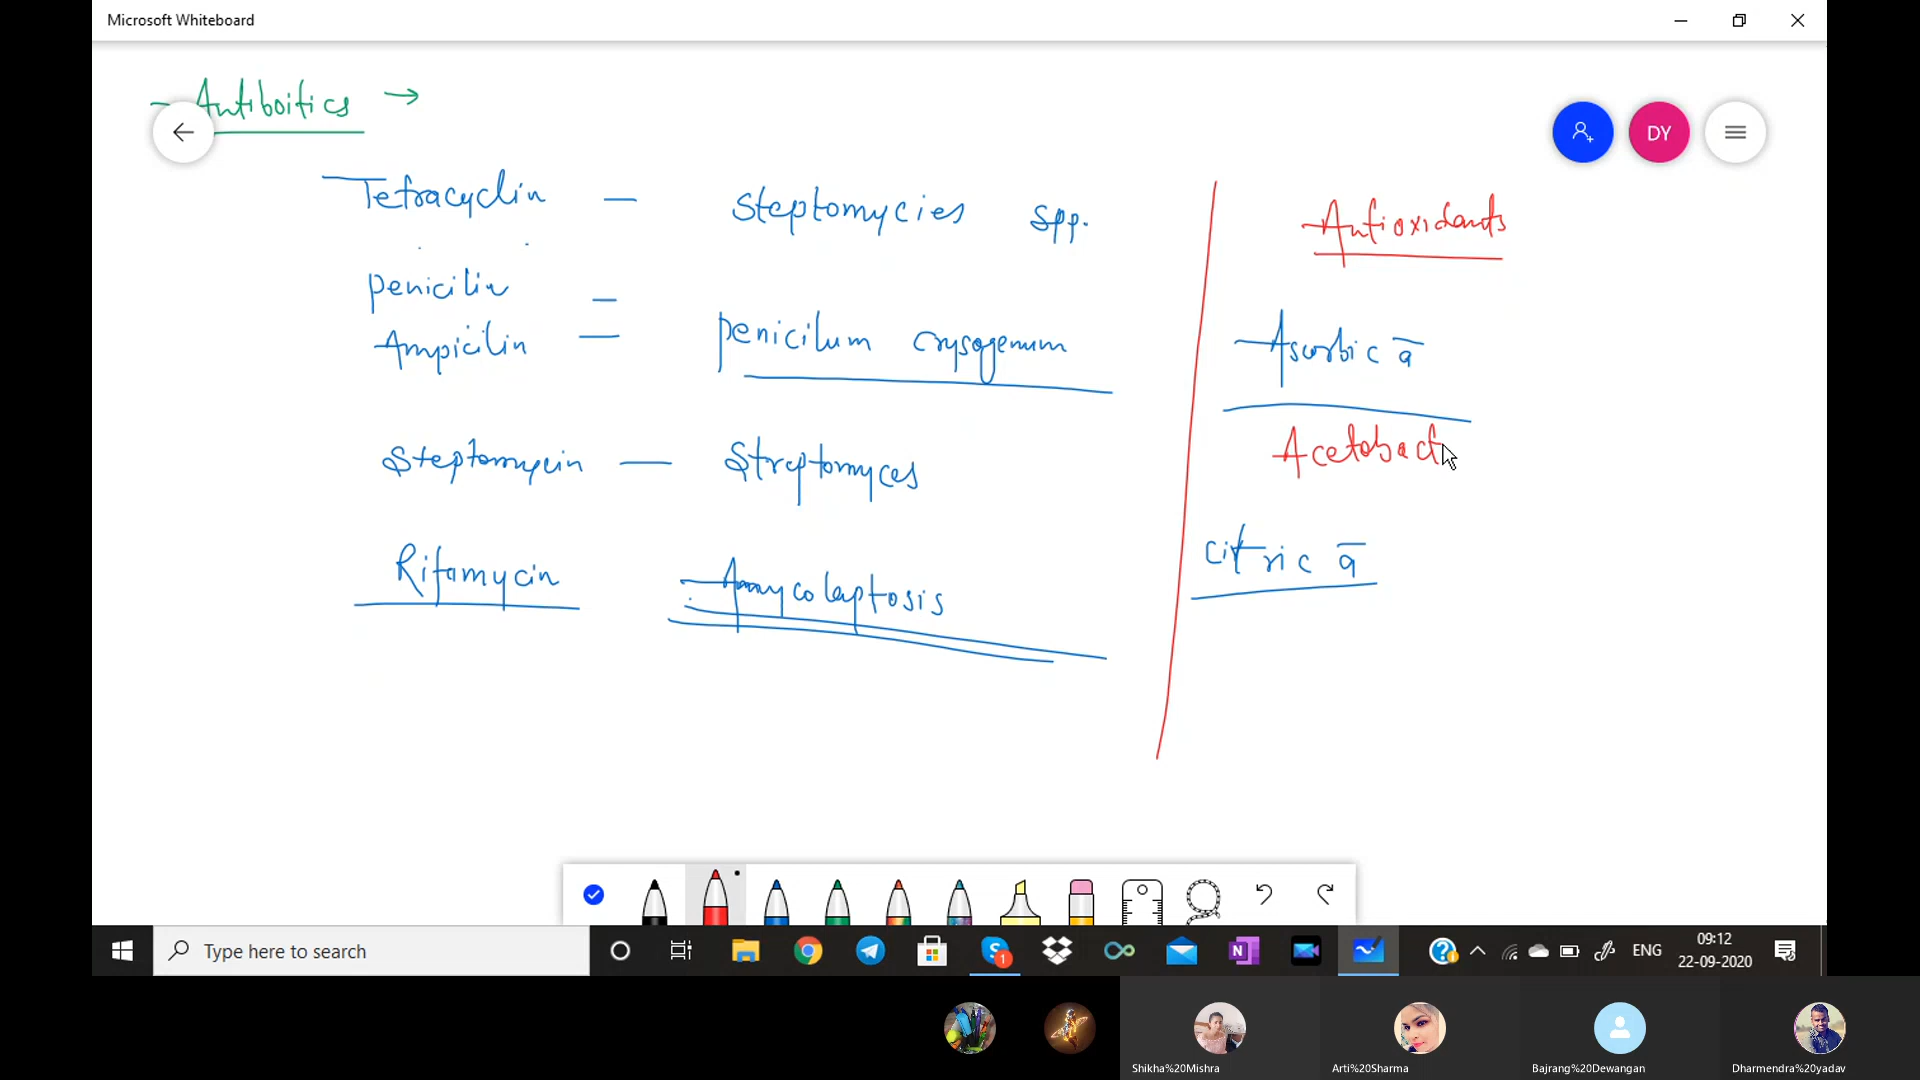 Microsoft Whiteboard
- Antiboitics →
DY
Tetracyclin - Steptomycies spp.
Penicilin -
Ampicilin - Penicilum crysogenum
Steptomycin - Streptomyces
Rifamycin Amycolaptosis
Antioxidants
Ascorbic a
Acetobact
citric a
Type here to search
1
N
ENG
09:12
22-09-2020
Shikha%20Mishra
Arti%20Sharma
Bajrang%20Dewangan
Dharmendra%20yadav